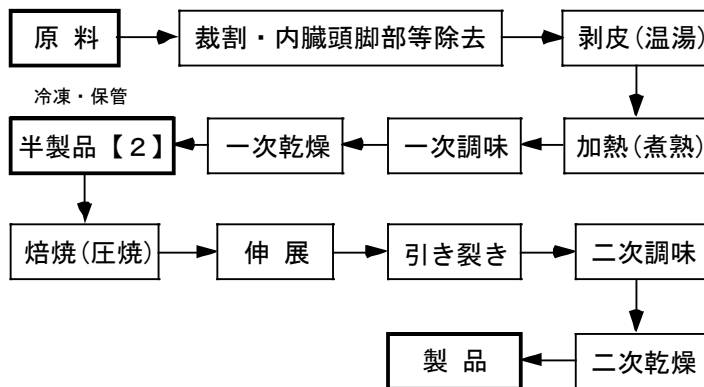 原 料
裁割・内臓頭脚部等除去
剥皮(温湯)
冷凍・保管
半製品【２】
一次乾燥
一次調味
加熱(煮熟)
焙焼(圧焼)
伸 展
引き裂き
二次調味
製 品
二次乾燥